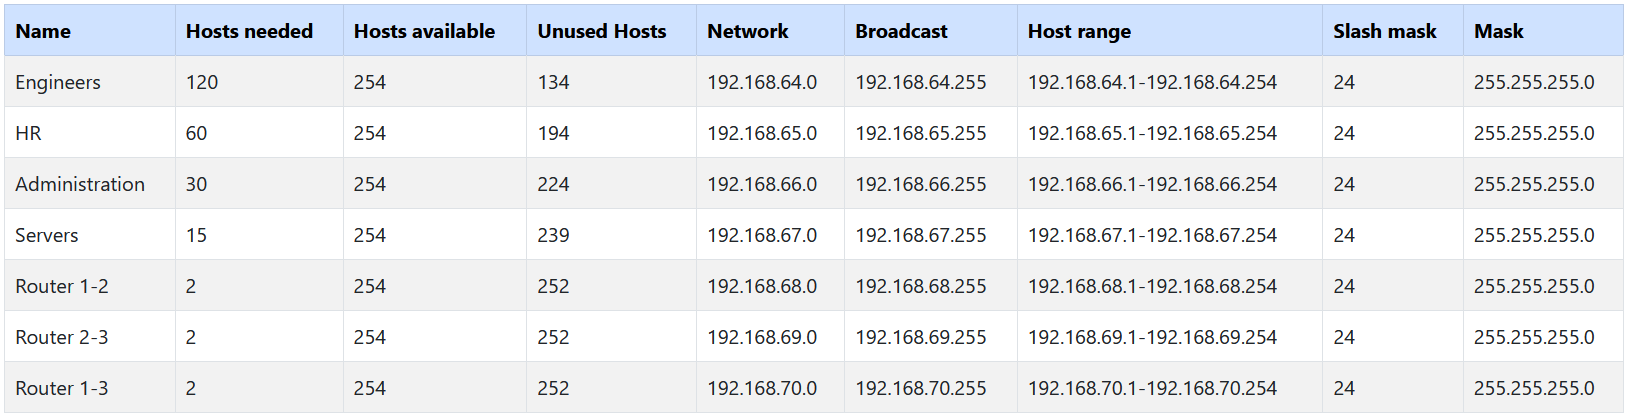 Name Hosts needed Hosts available Unused Hosts Network Broadcast Host range Slash mask Mask
Engineers 120 254 134 192.168.64.0 192.168.64.255 192.168.64.1-192.168.64.254 24 255.255.255.0
HR 60 254 194 192.168.65.0 192.168.65.255 192.168.65.1-192.168.65.254 24 255.255.255.0
Administration 30 254 224 192.168.66.0 192.168.66.255 192.168.66.1-192.168.66.254 24 255.255.255.0
Servers 15 254 239 192.168.67.0 192.168.67.255 192.168.67.1-192.168.67.254 24 255.255.255.0
Router 1-2 2 254 252 192.168.68.0 192.168.68.255 192.168.68.1-192.168.68.254 24 255.255.255.0
Router 2-3 2 254 252 192.168.69.0 192.168.69.255 192.168.69.1-192.168.69.254 24 255.255.255.0
Router 1-3 2 254 252 192.168.70.0 192.168.70.255 192.168.70.1-192.168.70.254 24 255.255.255.0